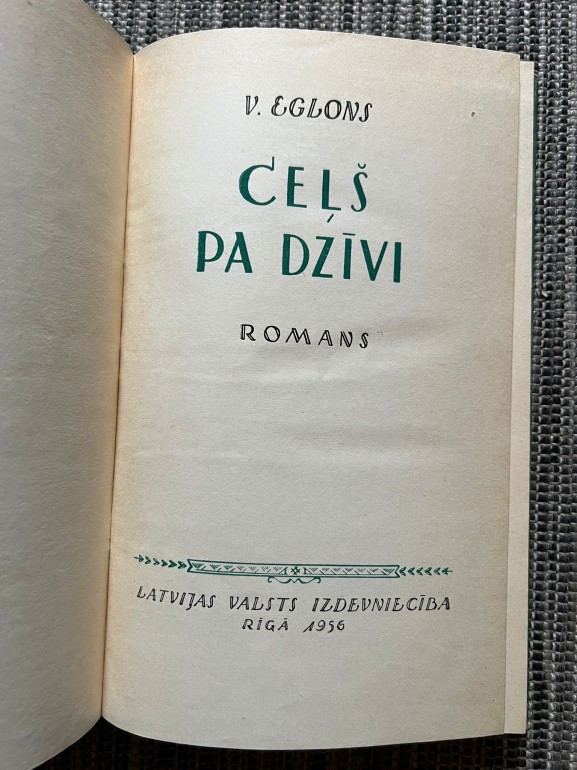 V. EGLONS
CEĻŠ
PA DZĪVI
ROMANS
LATVIJAS VALSTS IZDEVNIECĪBA
RĪGĀ 1956